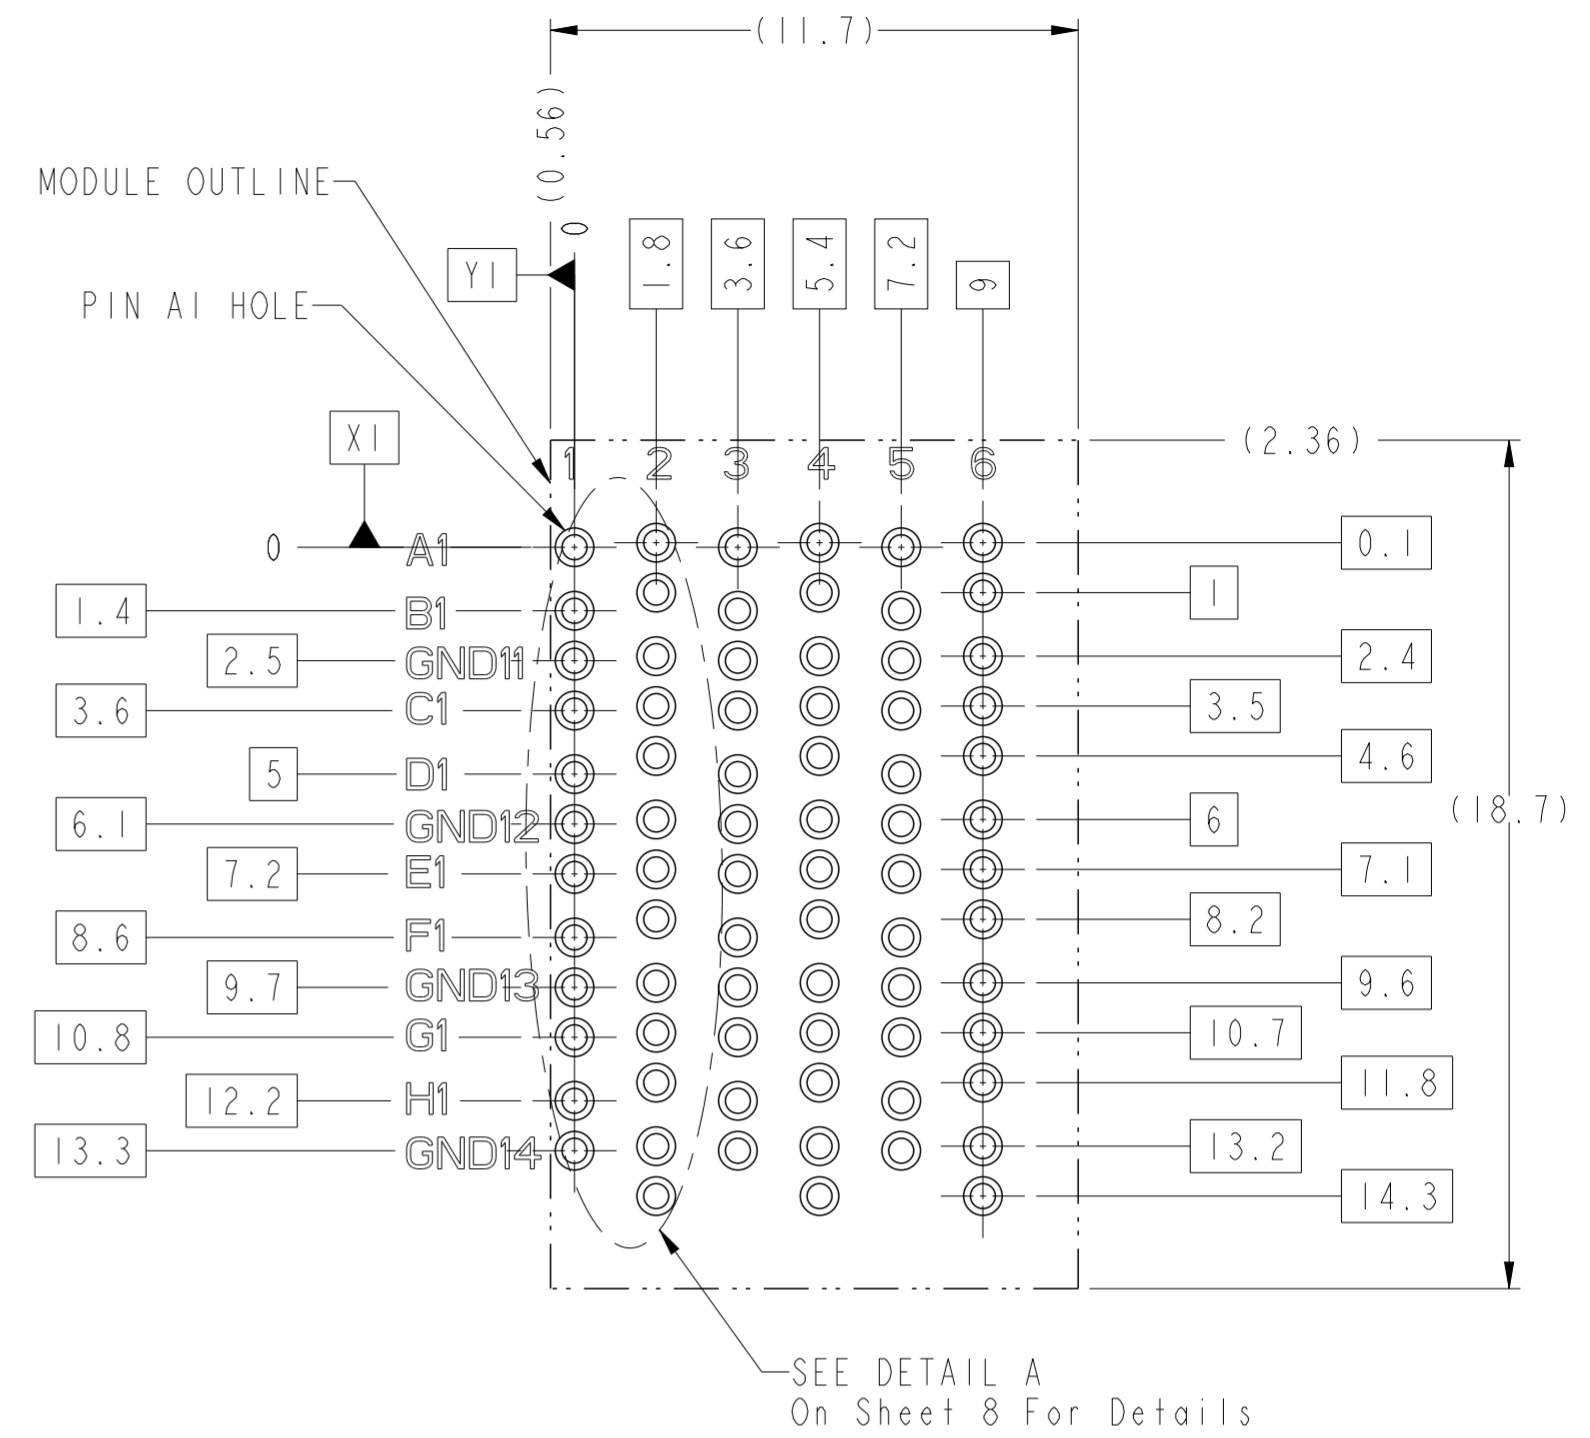 (11.7)
(0.56)
MODULE OUTLINE
0
Y1
1.8
3.6
5.4
7.2
9
PIN A1 HOLE
X1
(2.36)
1 2 3 4 5 6
0 A1 0.1
1
1.4 B1
2.5 GND11 2.4
3.6 C1 3.5
4.6
5 D1
6.1 GND12 6
(18.7)
7.2 E1 7.1
8.2
8.6 F1
9.7 GND13 9.6
10.8 G1 10.7
11.8
12.2 H1
13.3 GND14 13.2
14.3
SEE DETAIL A
On Sheet 8 For Details